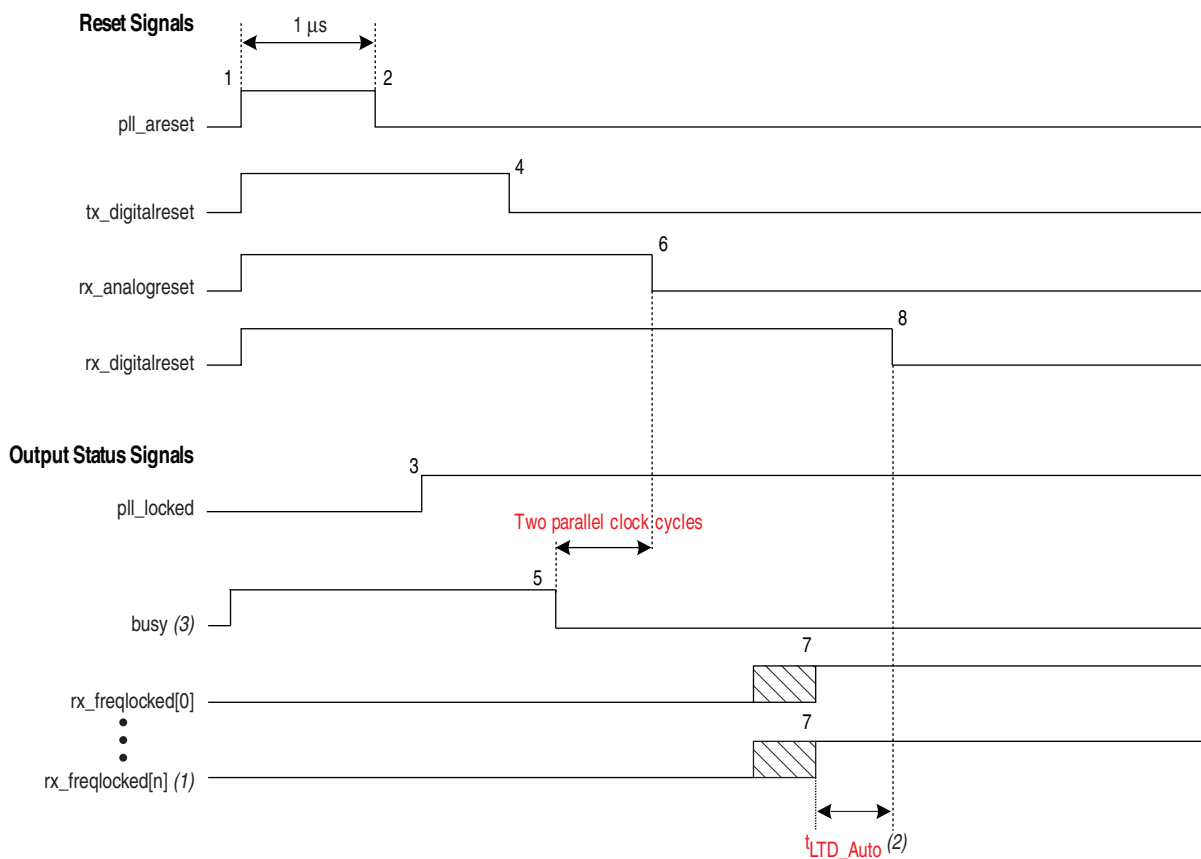 Reset Signals
1 μs
1
2
pll_areset
4
tx_digitalreset
6
rx_analogreset
8
rx_digitalreset
Output Status Signals
3
pll_locked
Two parallel clock cycles
5
busy (3)
7
rx_freqlocked[0]
7
rx_freqlocked[n] (1)
tLTD_Auto (2)